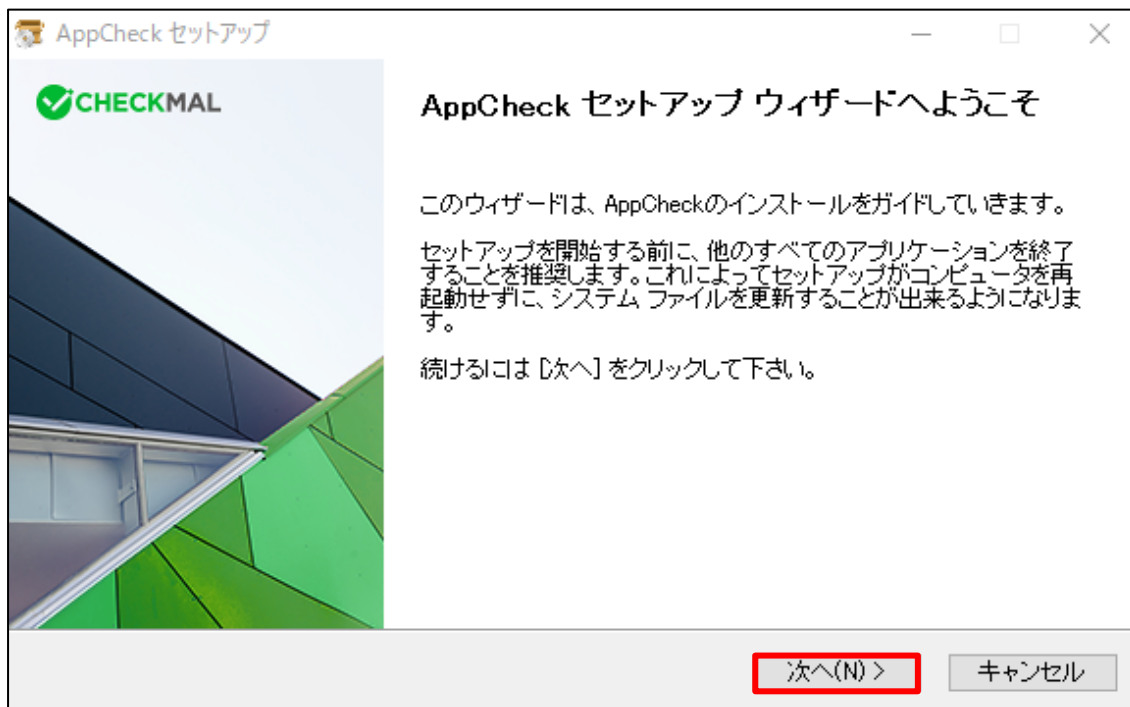 AppCheck セットアップ
CHECKMAL
AppCheck セットアップ ウィザードへようこそ
このウィザードは、AppCheckのインストールをガイドしていきます。
セットアップを開始する前に、他のすべてのアプリケーションを終了
することを推奨します。これによってセットアップがコンピュータを再
起動せずに、システム ファイルを更新することが出来るようになりま
す。
続けるには [次へ] をクリックして下さい。
次へ(N) >
キャンセル